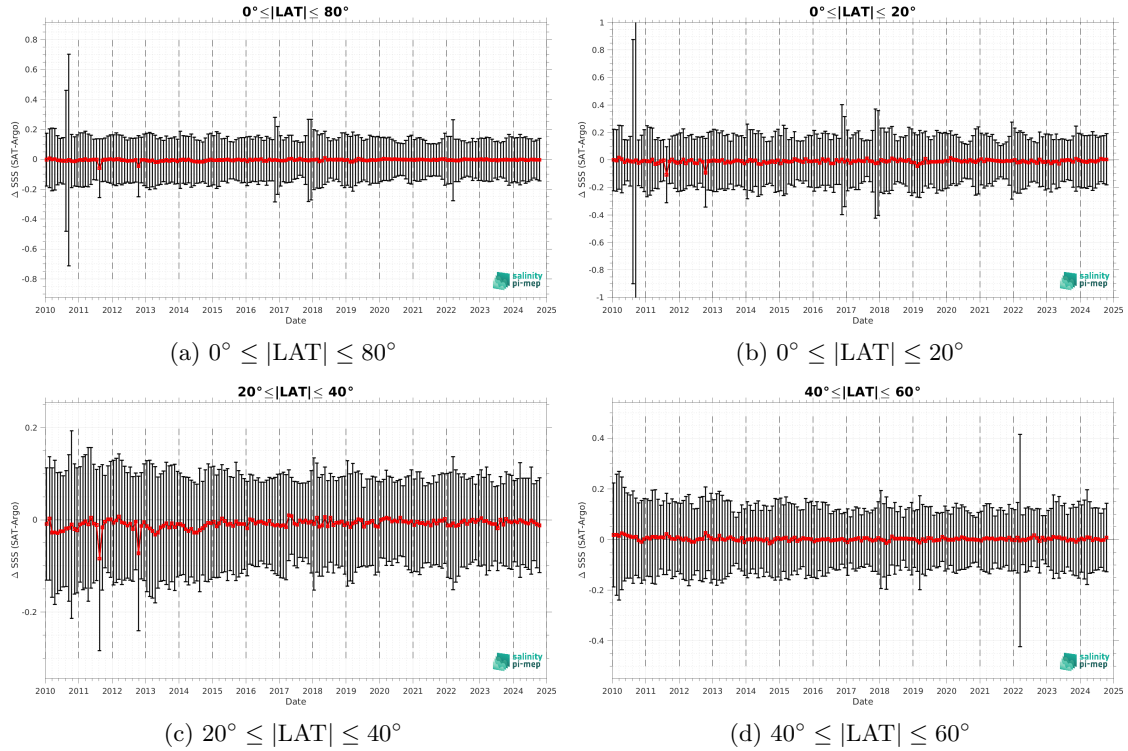 0°≤|LAT|≤ 80°
Δ SSS (SAT-Argo)
0.8
0.6
0.4
0.2
0
-0.2
-0.4
-0.6
-0.8
2010 2011 2012 2013 2014 2015 2016 2017 2018 2019 2020 2021 2022 2023 2024 2025
Date
salinity
pi-mep
(a) 0° ≤ |LAT| ≤ 80°
0°≤|LAT|≤ 20°
Δ SSS (SAT-Argo)
1
0.8
0.6
0.4
0.2
0
-0.2
-0.4
-0.6
-0.8
-1
2010 2011 2012 2013 2014 2015 2016 2017 2018 2019 2020 2021 2022 2023 2024 2025
Date
salinity
pi-mep
(b) 0° ≤ |LAT| ≤ 20°
20°≤|LAT|≤ 40°
Δ SSS (SAT-Argo)
0.2
0
-0.2
2010 2011 2012 2013 2014 2015 2016 2017 2018 2019 2020 2021 2022 2023 2024 2025
Date
salinity
pi-mep
(c) 20° ≤ |LAT| ≤ 40°
40°≤|LAT|≤ 60°
Δ SSS (SAT-Argo)
0.4
0.2
0
-0.2
-0.4
2010 2011 2012 2013 2014 2015 2016 2017 2018 2019 2020 2021 2022 2023 2024 2025
Date
salinity
pi-mep
(d) 40° ≤ |LAT| ≤ 60°